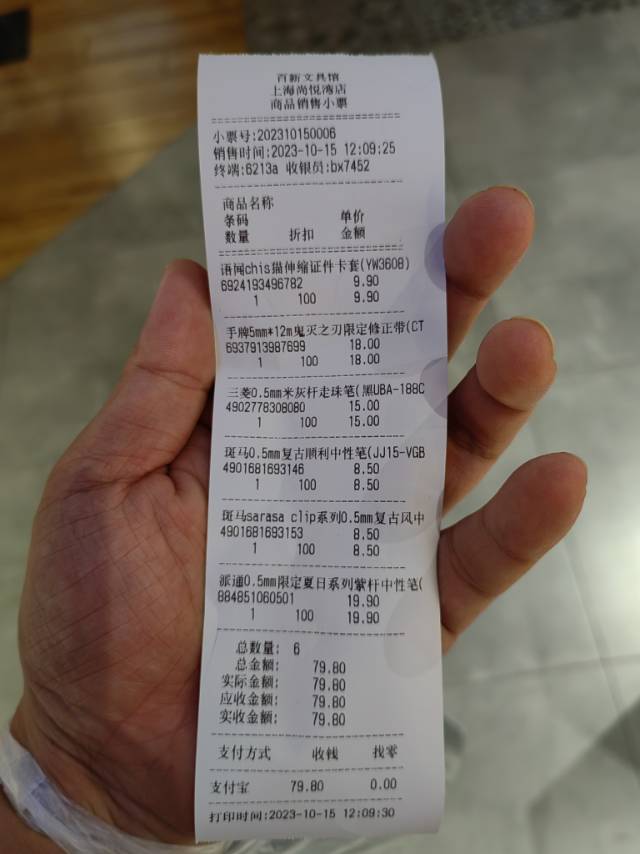 百新文具馆
上海尚悦湾店
商品销售小票
小票号:202310150006
销售时间:2023-10-15 12:09:25
终端:6213a 收银员:bx7452
商品名称
条码 单价
数量 折扣 金额
语闻chis猫伸缩证件卡套(YW3608)
6924193496782 9.90
1 100 9.90
手牌5mm*12m鬼灭之刃限定修正带(CT
6937913987699 18.00
1 100 18.00
三菱0.5mm米灰杆走珠笔(黑UBA-188C
4902778308080 15.00
1 100 15.00
斑马0.5mm复古顺利中性笔(JJ15-VGB
4901681693146 8.50
1 100 8.50
斑马sarasa clip系列0.5mm复古风中
4901681693153 8.50
1 100 8.50
派通0.5mm限定夏日系列紫杆中性笔(
884851060501 19.90
1 100 19.90
总数量: 6
总金额: 79.80
实际金额: 79.80
应收金额: 79.80
实收金额: 79.80
支付方式 收钱 找零
支付宝 79.80 0.00
打印时间:2023-10-15 12:09:30